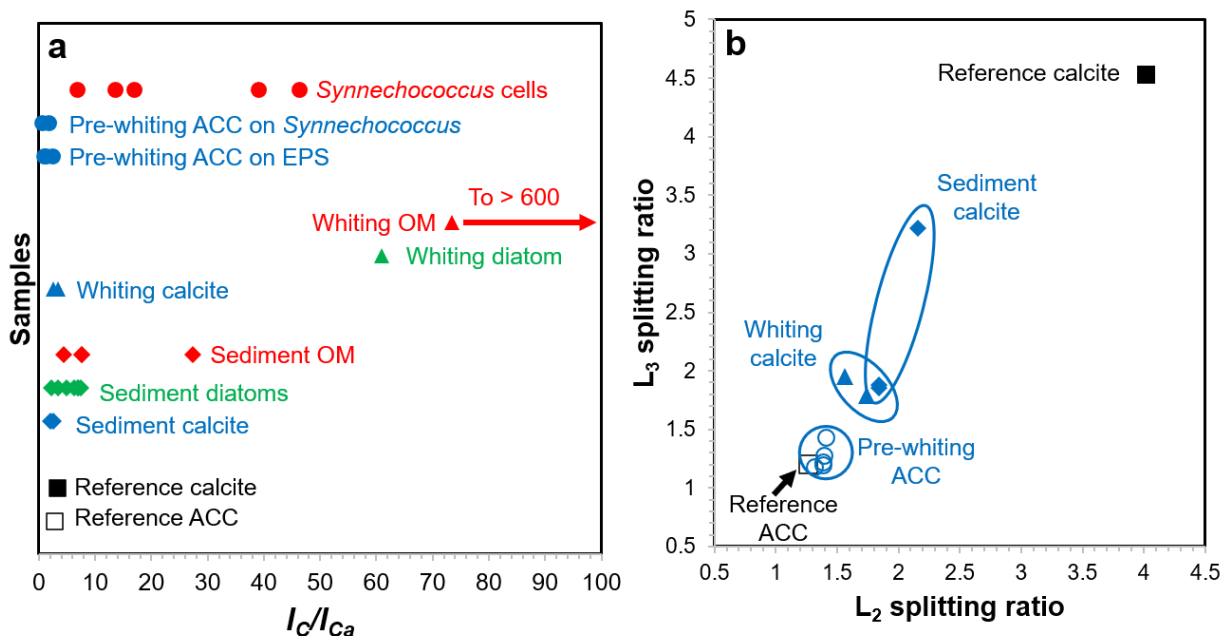 a
Synnechococcus cells
Pre-whiting ACC on Synnechococcus
Pre-whiting ACC on EPS
To > 600
Whiting OM
Whiting diatom
Whiting calcite
Sediment OM
Sediment diatoms
Sediment calcite
Reference calcite
Reference ACC
Samples
0 10 20 30 40 50 60 70 80 90 100
I_C/I_Ca
b
5
4.5
4
3.5
3
2.5
2
1.5
1
0.5
L₃ splitting ratio
Reference calcite
Sediment
calcite
Whiting
calcite
Pre-whiting
ACC
Reference
ACC
0.5 1 1.5 2 2.5 3 3.5 4 4.5
L₂ splitting ratio